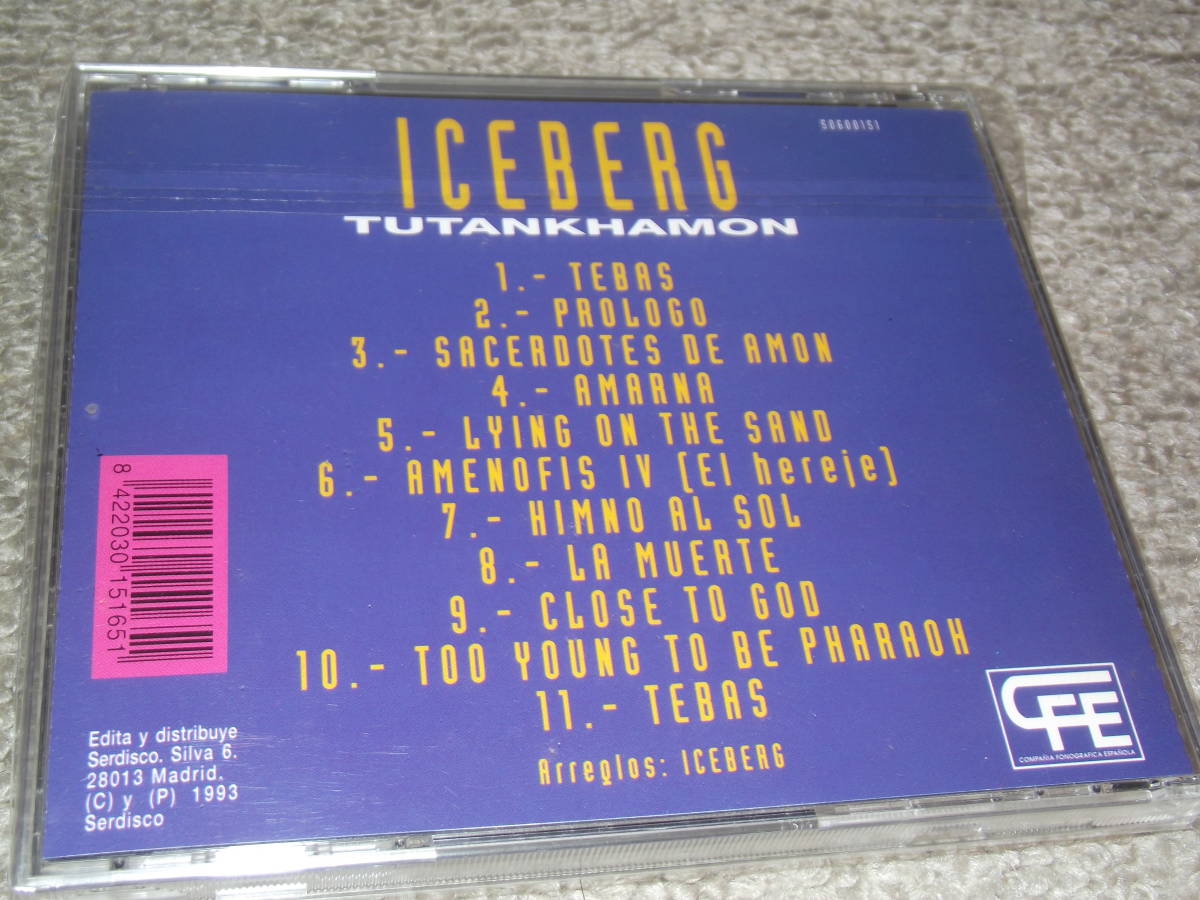 ICEBERG
50600151
TUTANKHAMON
1.- TEBAS
2.- PROLOGO
3.- SACERDOTES DE AMON
4.- AMARNA
5.- LYING ON THE SAND
6.- AMENOFIS IV (El hereje)
7.- HIMNO AL SOL
8.- LA MUERTE
9.- CLOSE TO GOD
10.- TOO YOUNG TO BE PHARAOH
11.- TEBAS
Arreglos: ICEBERG
8 422030 151651
Edita y distribuye
Serdisco. Silva 6.
28013 Madrid.
(C) y (P) 1993
Serdisco
CFE
COMPAÑIA FONOGRAFICA ESPAÑOLA